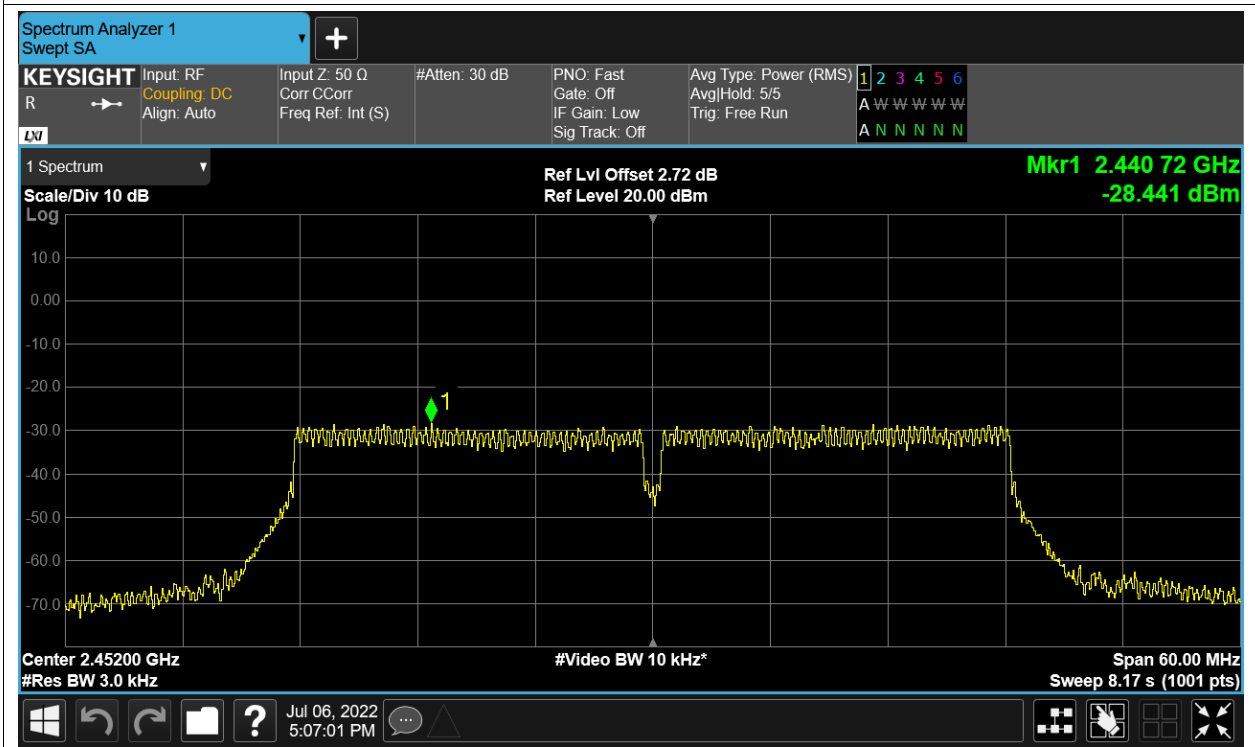 Spectrum Analyzer 1
Swept SA
KEYSIGHT
R
LXI
Input: RF
Coupling: DC
Align: Auto
Input Z: 50 Ω
Corr CCorr
Freq Ref: Int (S)
#Atten: 30 dB
PNO: Fast
Gate: Off
IF Gain: Low
Sig Track: Off
Avg Type: Power (RMS)
Avg|Hold: 5/5
Trig: Free Run
1 2 3 4 5 6
A W W W W W
A N N N N N
1 Spectrum
Scale/Div 10 dB
Log
Ref Lvl Offset 2.72 dB
Ref Level 20.00 dBm
Mkr1 2.440 72 GHz
-28.441 dBm
10.0
0.00
-10.0
-20.0
1
-30.0
-40.0
-50.0
-60.0
-70.0
Center 2.45200 GHz
#Video BW 10 kHz*
Span 60.00 MHz
#Res BW 3.0 kHz
Sweep 8.17 s (1001 pts)
?
Jul 06, 2022
5:07:01 PM